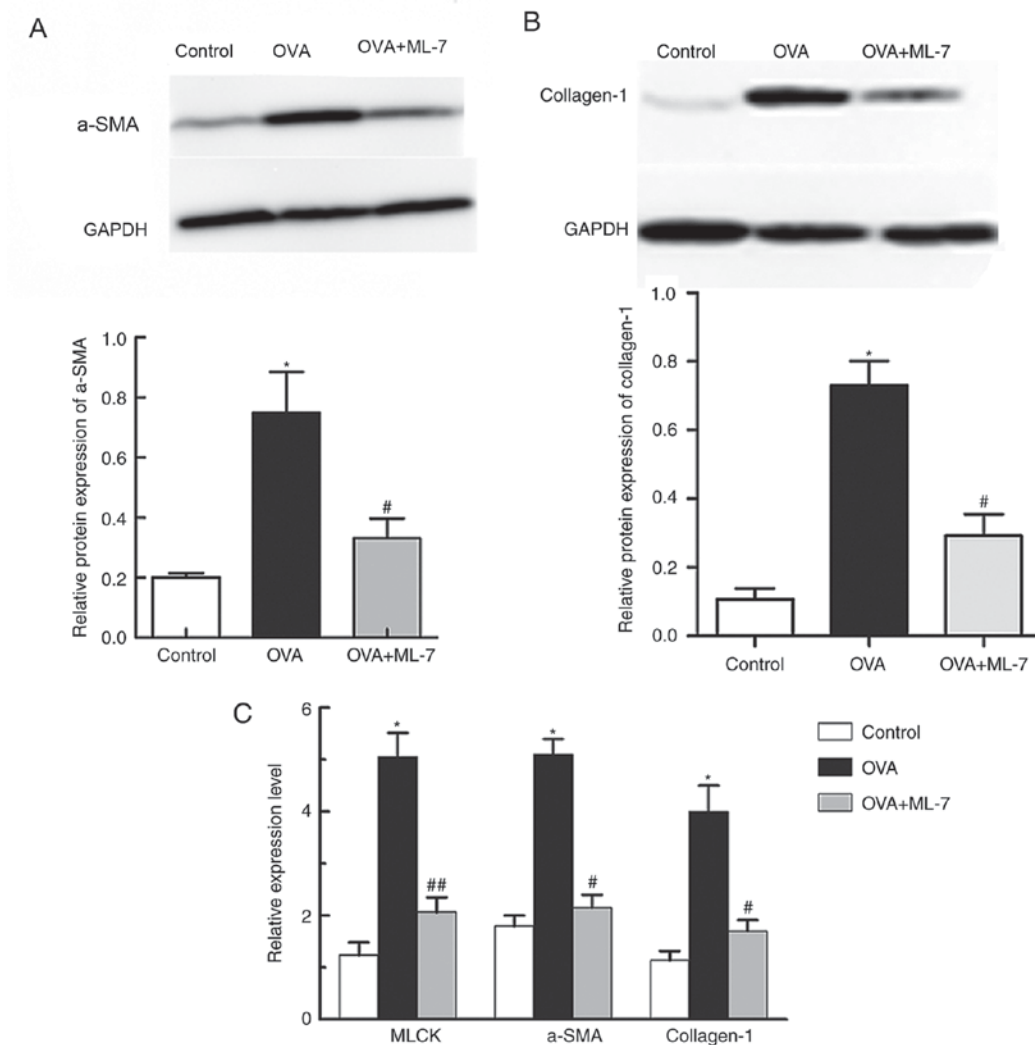 A
Control OVA OVA+ML-7
a-SMA
GAPDH
Relative protein expression of a-SMA
1.0
0.8
0.6
0.4
0.2
0.0
*
#
Control OVA OVA+ML-7
B
Control OVA OVA+ML-7
Collagen-1
GAPDH
Relative protein expression of collagen-1
1.0
0.8
0.6
0.4
0.2
0.0
*
#
Control OVA OVA+ML-7
C
Relative expression level
6
4
2
0
* ## * # * #
MLCK a-SMA Collagen-1
Control
OVA
OVA+ML-7